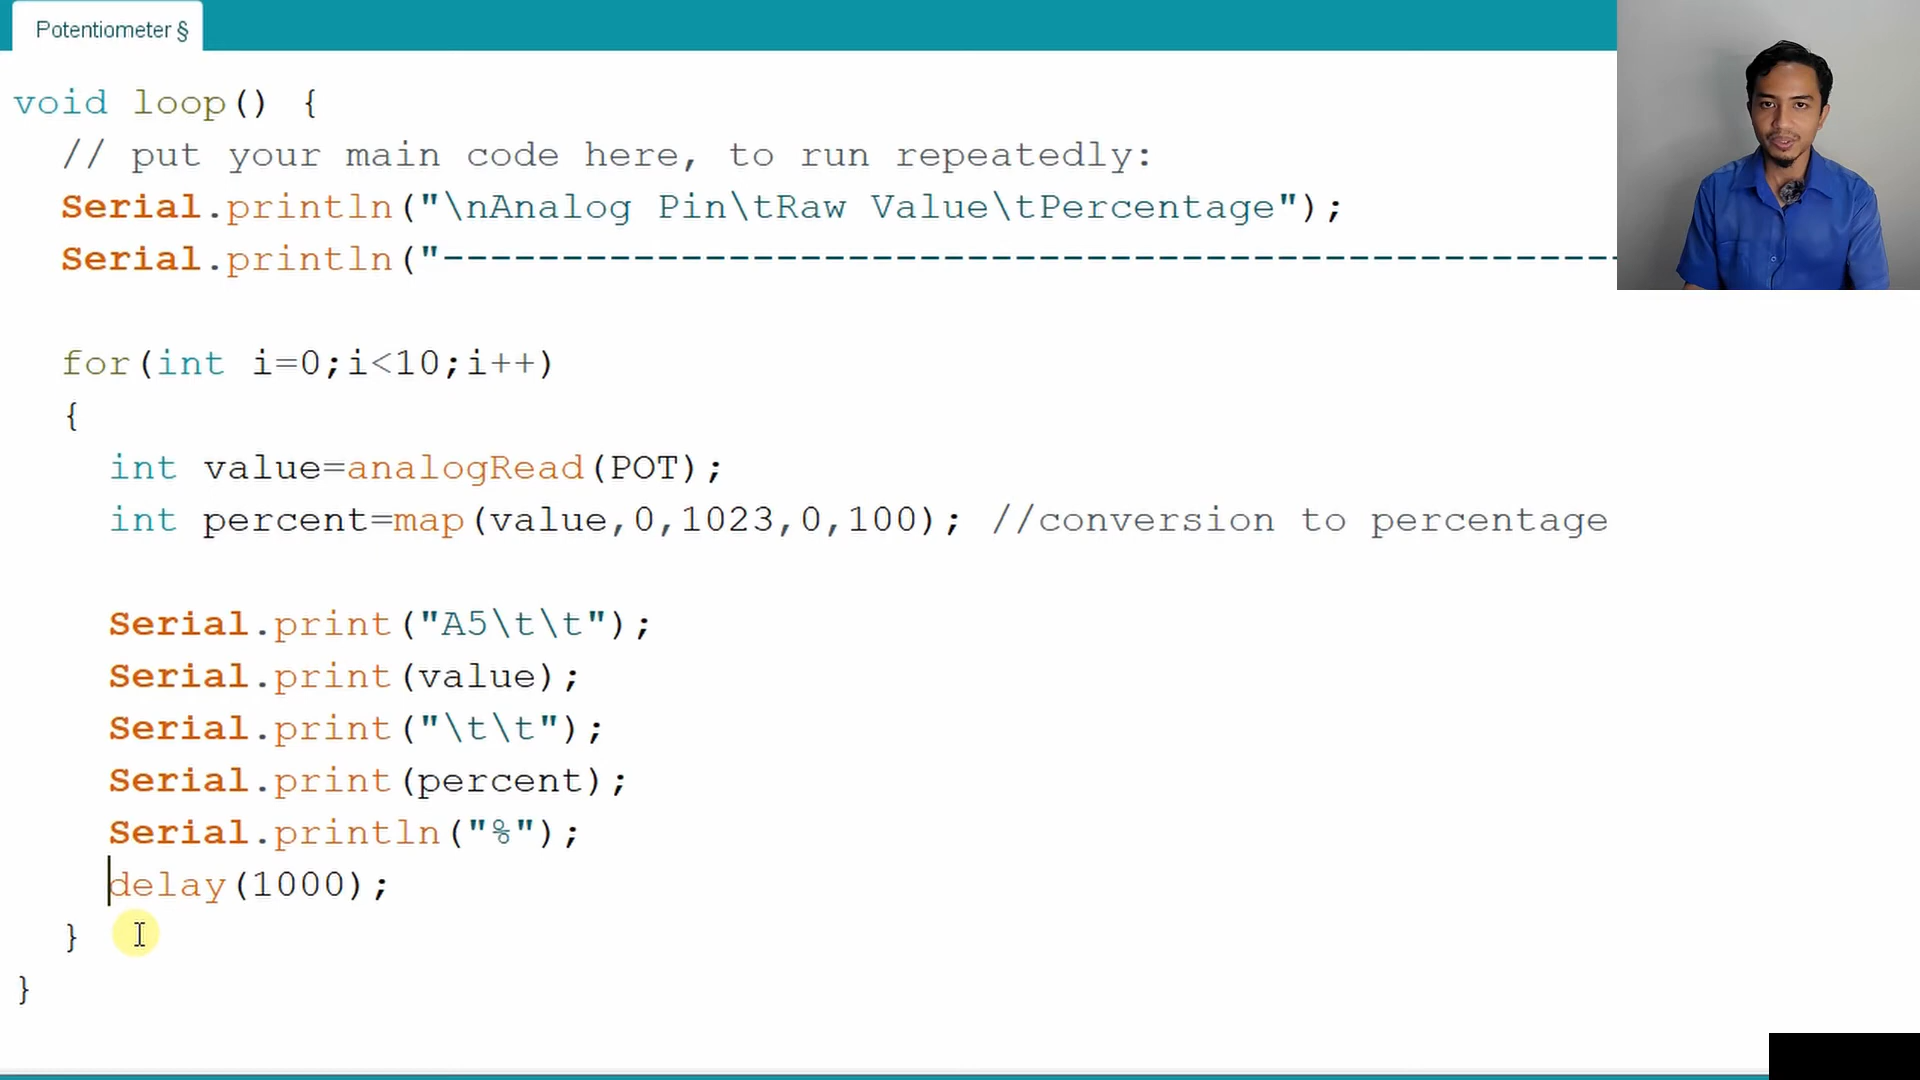 Potentiometer §
void loop() {
// put your main code here, to run repeatedly:
Serial.println("\nAnalog Pin\tRaw Value\tPercentage");
Serial.println("-------------------------------------------------
for(int i=0;i<10;i++)
{
int value=analogRead(POT);
int percent=map(value,0,1023,0,100); //conversion to percentage
Serial.print("A5\t\t");
Serial.print(value);
Serial.print("\t\t");
Serial.print(percent);
Serial.println("%");
delay(1000);
}
}